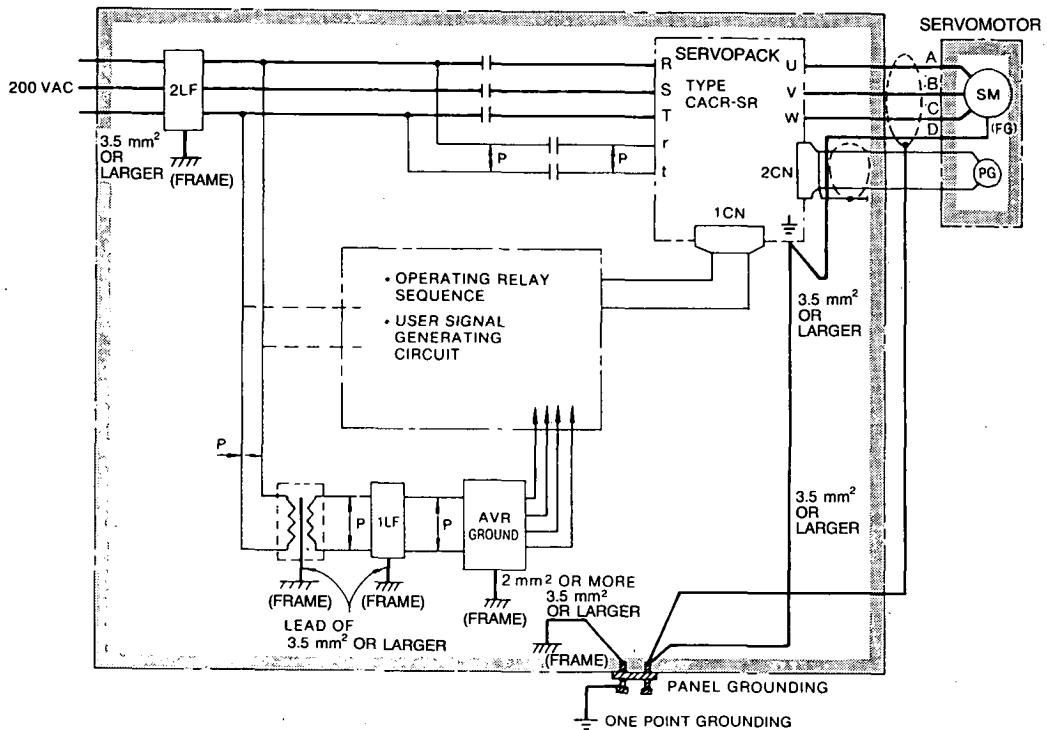 SERVOMOTOR
200 VAC
2LF
3.5 mm²
OR
LARGER
(FRAME)
R
S
T
r
t
P
P
SERVOPACK
TYPE
CACR-SR
U
V
W
2CN
1CN
A
B
C
D
SM
(FG)
PG
3.5 mm²
OR
LARGER
• OPERATING RELAY
SEQUENCE
• USER SIGNAL
GENERATING
CIRCUIT
P
P
1LF
P
AVR
GROUND
3.5 mm²
OR
LARGER
(FRAME)
(FRAME)
LEAD OF
3.5 mm² OR LARGER
(FRAME)
2 mm² OR MORE
3.5 mm²
OR LARGER
(FRAME)
PANEL GROUNDING
ONE POINT GROUNDING